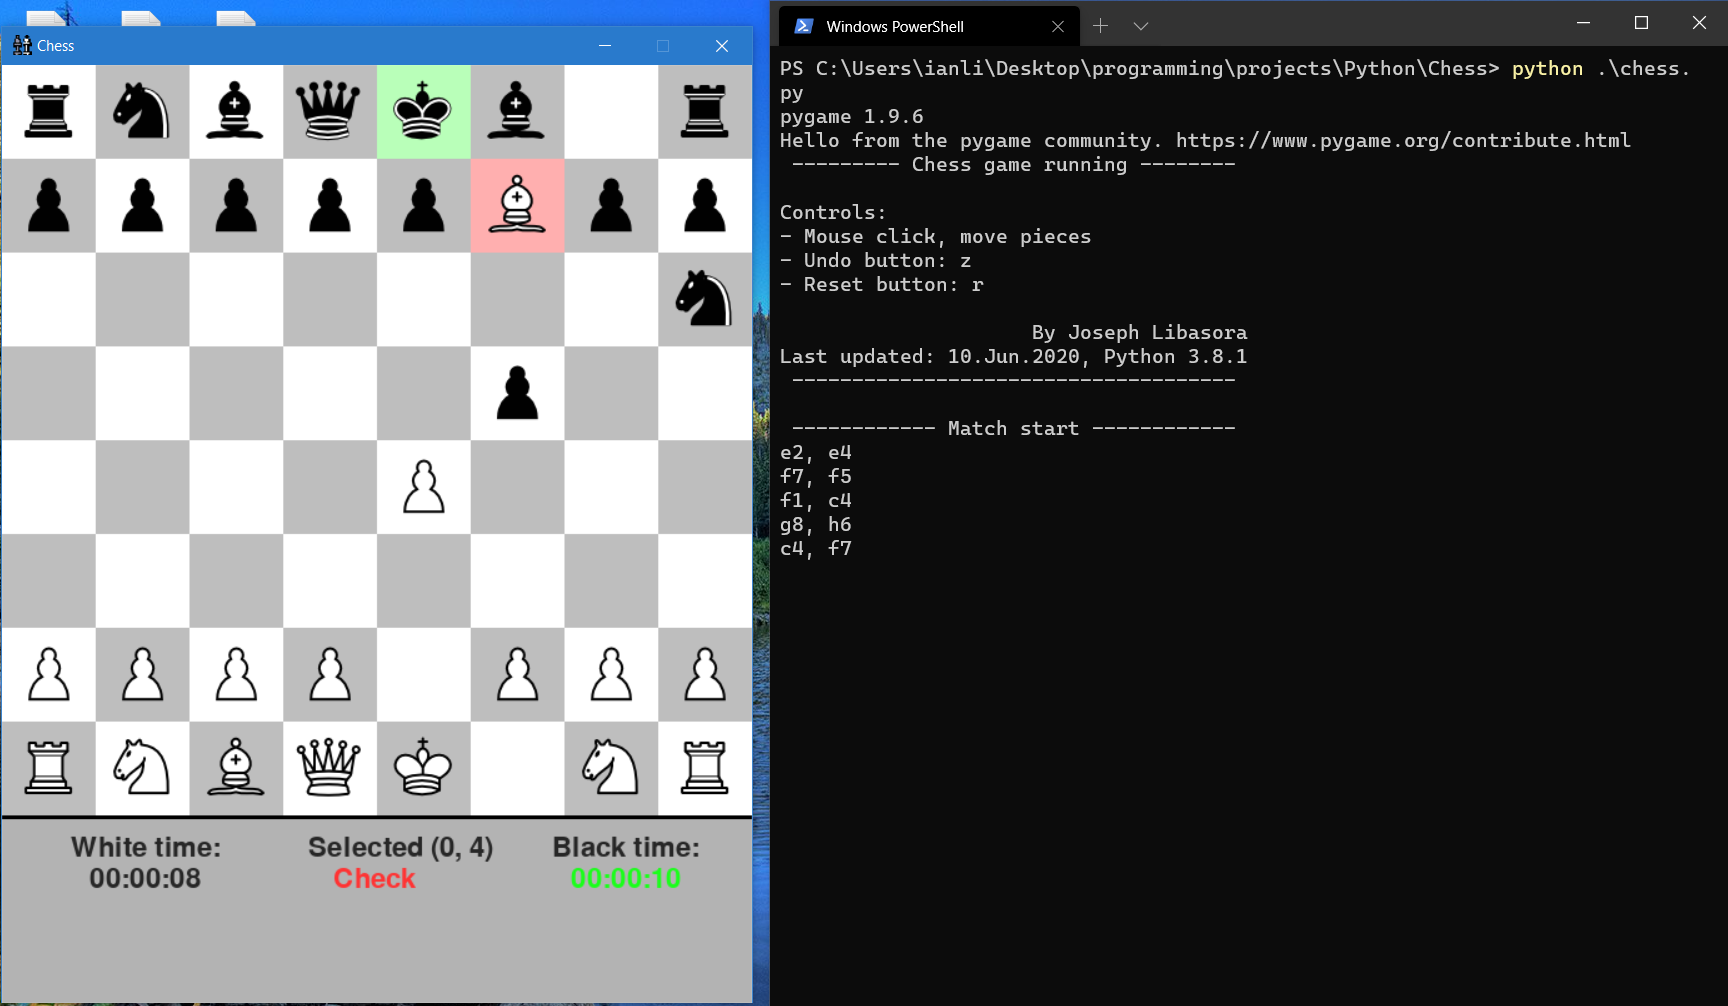 Chess
White time:
00:00:08
Selected (0, 4)
Check
Black time:
00:00:10
Windows PowerShell
PS C:\Users\ianli\Desktop\programming\projects\Python\Chess> python .\chess.
py
pygame 1.9.6
Hello from the pygame community. https://www.pygame.org/contribute.html
--------- Chess game running --------
Controls:
- Mouse click, move pieces
- Undo button: z
- Reset button: r
By Joseph Libasora
Last updated: 10.Jun.2020, Python 3.8.1
-------------------------------------
------------ Match start ------------
e2, e4
f7, f5
f1, c4
g8, h6
c4, f7